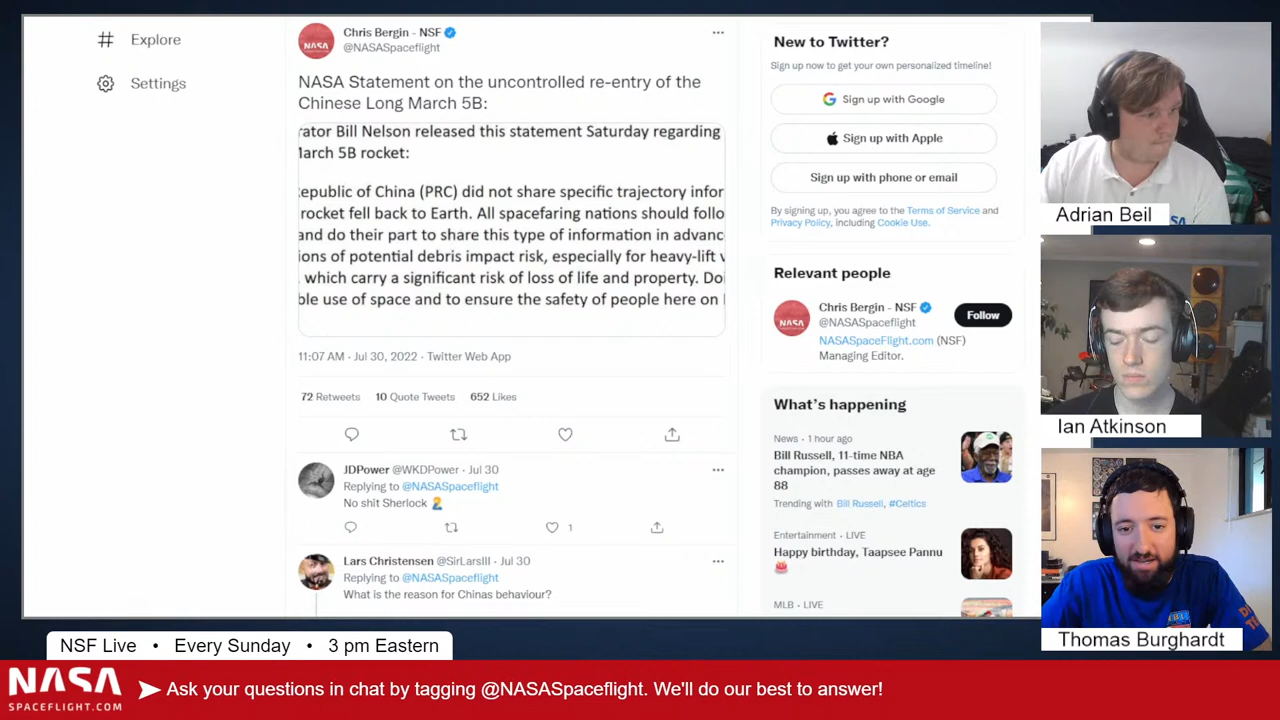 Explore
Settings
Chris Bergin - NSF
@NASASpaceflight
NASA Statement on the uncontrolled re-entry of the
Chinese Long March 5B:
rator Bill Nelson released this statement Saturday regarding
March 5B rocket:
epublic of China (PRC) did not share specific trajectory infor
rocket fell back to Earth. All spacefaring nations should follo
and do their part to share this type of information in advanc
ions of potential debris impact risk, especially for heavy-lift v
, which carry a significant risk of loss of life and property. Doi
ble use of space and to ensure the safety of people here on
11:07 AM · Jul 30, 2022 · Twitter Web App
72 Retweets 10 Quote Tweets 652 Likes
JDPower @WKDPower · Jul 30
Replying to @NASASpaceflight
No shit Sherlock
1
Lars Christensen @SirLarsIII · Jul 30
Replying to @NASASpaceflight
What is the reason for Chinas behaviour?
New to Twitter?
Sign up now to get your own personalized timeline!
Sign up with Google
Sign up with Apple
Sign up with phone or email
By signing up, you agree to the Terms of Service and
Privacy Policy, including Cookie Use.
Relevant people
Chris Bergin - NSF
@NASASpaceflight
Follow
NASASpaceFlight.com (NSF)
Managing Editor.
What's happening
News · 1 hour ago
Bill Russell, 11-time NBA
champion, passes away at age
88
Trending with Bill Russell, #Celtics
Entertainment · LIVE
Happy birthday, Taapsee Pannu
MLB · LIVE
Adrian Beil
Ian Atkinson
Thomas Burghardt
NSF Live • Every Sunday • 3 pm Eastern
NASA
SPACEFLIGHT.COM
Ask your questions in chat by tagging @NASASpaceflight. We'll do our best to answer!